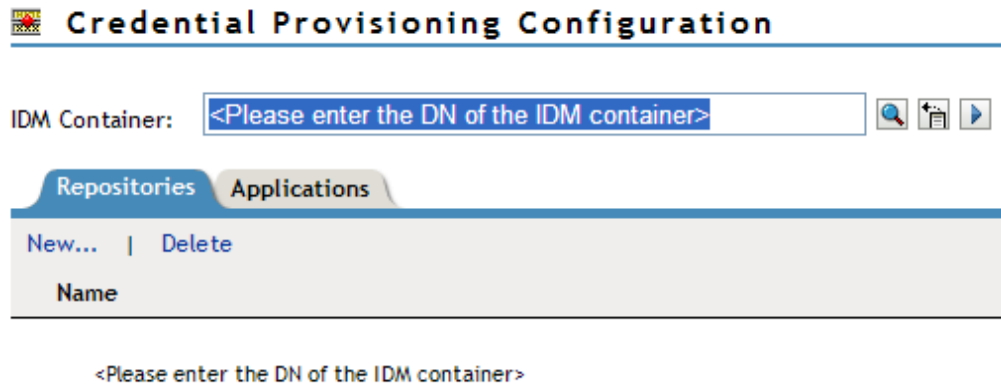 Credential Provisioning Configuration
IDM Container: <Please enter the DN of the IDM container>
Repositories Applications
New... | Delete
Name
<Please enter the DN of the IDM container>